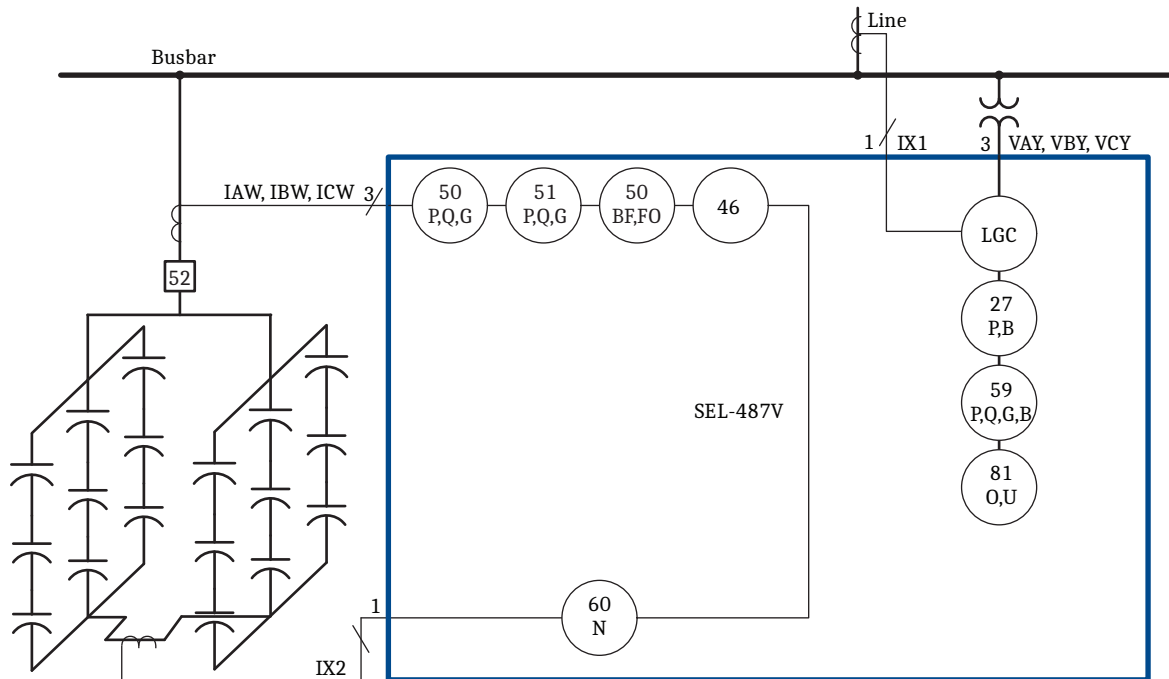 Line
Busbar
1
IX1
3
VAY, VBY, VCY
IAW, IBW, ICW
3
50
P,Q,G
51
P,Q,G
50
BF,FO
46
LGC
52
27
P,B
59
P,Q,G,B
SEL-487V
81
O,U
60
N
1
IX2